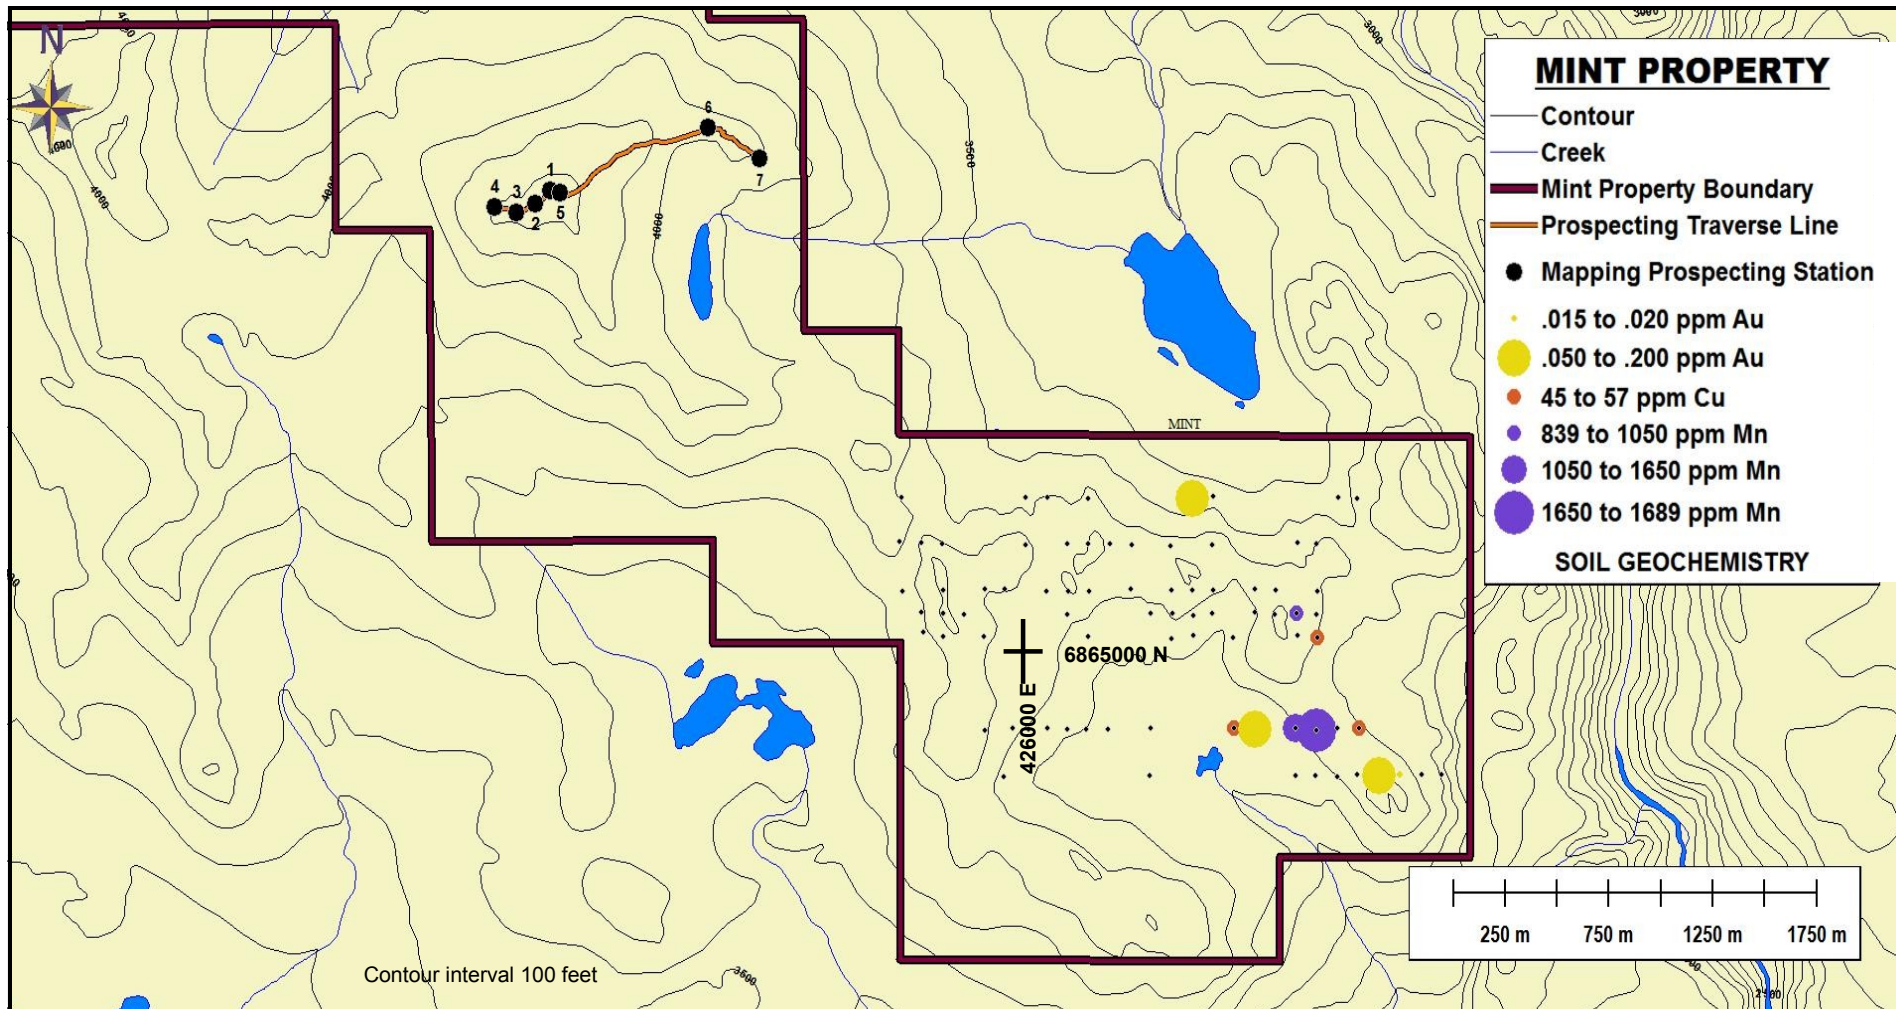 N
MINT PROPERTY
Contour
Creek
Mint Property Boundary
Prospecting Traverse Line
Mapping Prospecting Station
.015 to .020 ppm Au
.050 to .200 ppm Au
45 to 57 ppm Cu
839 to 1050 ppm Mn
1050 to 1650 ppm Mn
1650 to 1689 ppm Mn
SOIL GEOCHEMISTRY
3000
3500
4000
4000
4000
6
7
1
5
4
3
2
MINT
6865000 N
426000 E
250 m 750 m 1250 m 1750 m
Contour interval 100 feet
3500